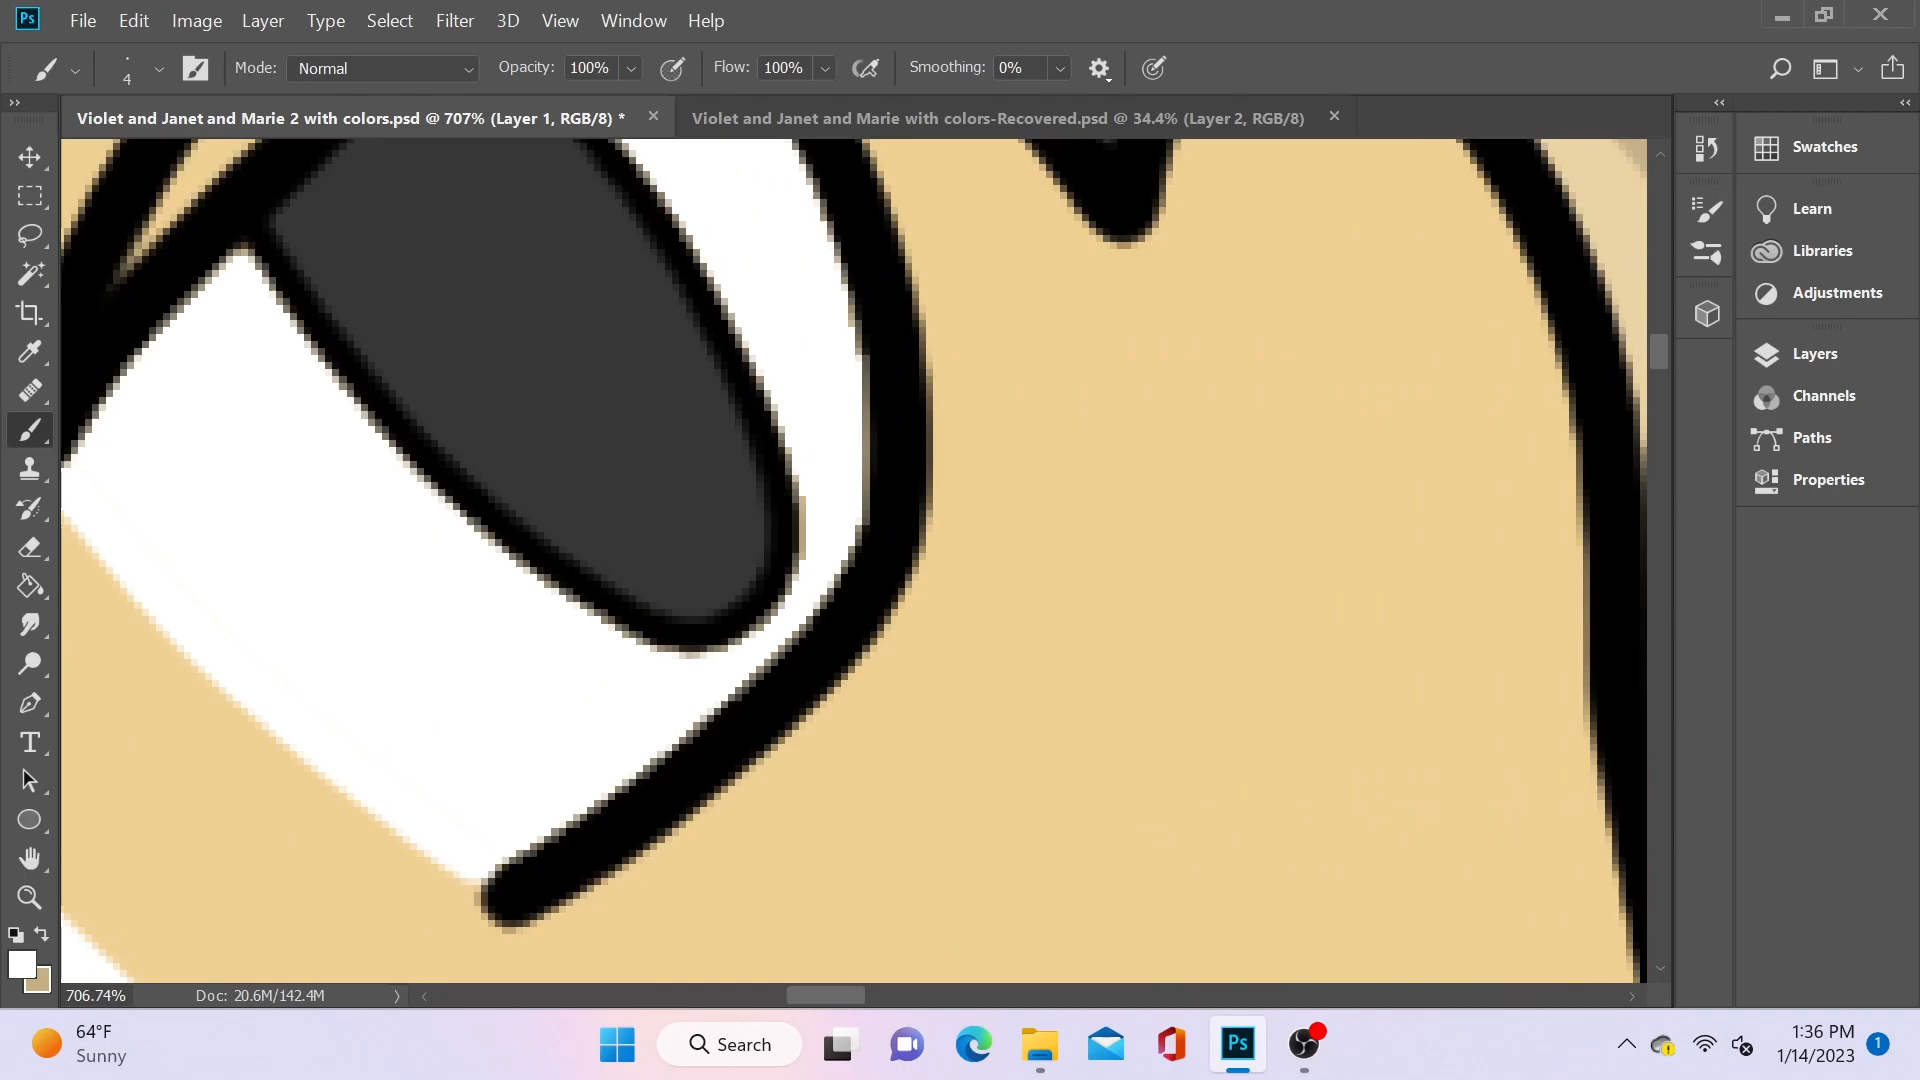 Ps File Edit Image Layer Type Select Filter 3D View Window Help
4 Mode: Normal Opacity: 100% Flow: 100% Smoothing: 0%
Violet and Janet and Marie 2 with colors.psd @ 707% (Layer 1, RGB/8) * Violet and Janet and Marie with colors-Recovered.psd @ 34.4% (Layer 2, RGB/8)
Swatches
Learn
Libraries
Adjustments
Layers
Channels
Paths
Properties
706.74% Doc: 20.6M/142.4M
64°F
Sunny
Search
Ps
1:36 PM
1/14/2023
1